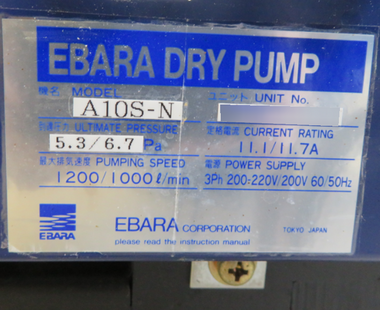 EBARA DRY PUMP
機名 MODEL
A10S-N
ユニット UNIT No.
到達圧力 ULTIMATE PRESSURE
5.3/6.7 Pa
定格電流 CURRENT RATING
11.1/11.7A
最大排気速度 PUMPING SPEED
1200/1000ℓ/min
電源 POWER SUPPLY
3Ph 200-220V/200V 60/50Hz
EBARA
EBARA CORPORATION
TOKYO JAPAN
please read the instruction manual